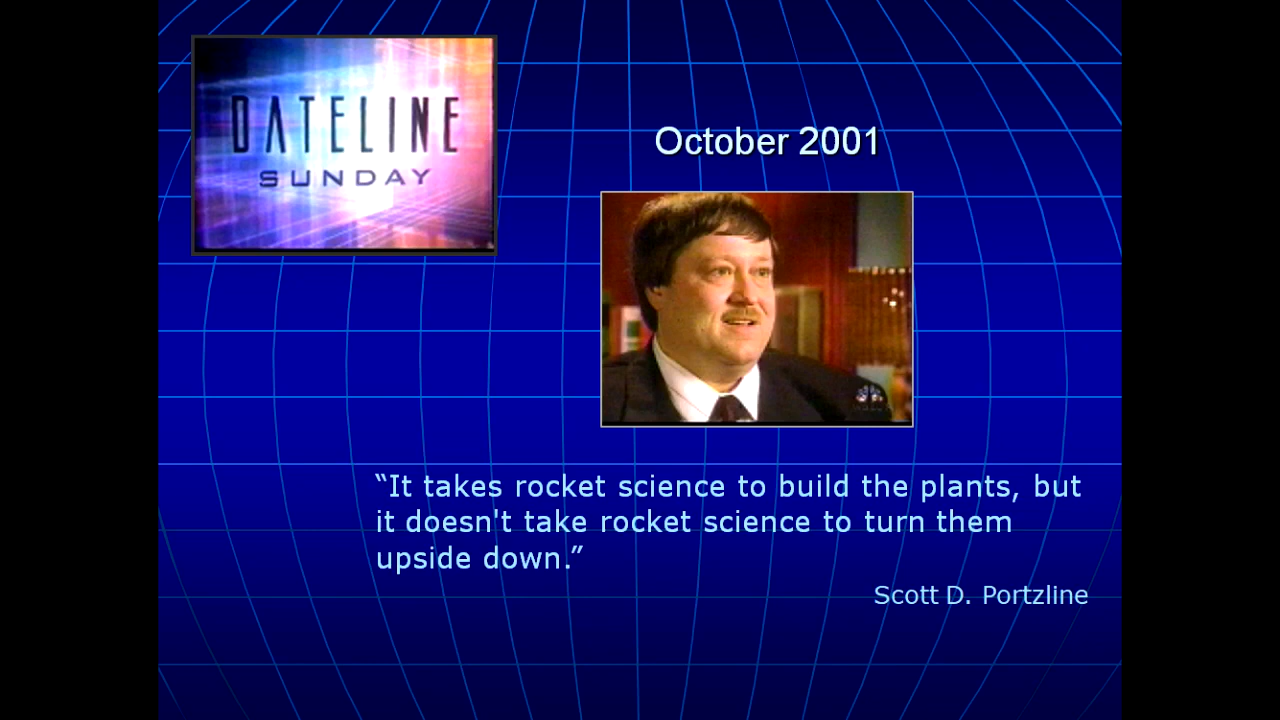 DATELINE
SUNDAY
October 2001
“It takes rocket science to build the plants, but
it doesn't take rocket science to turn them
upside down.”
Scott D. Portzline